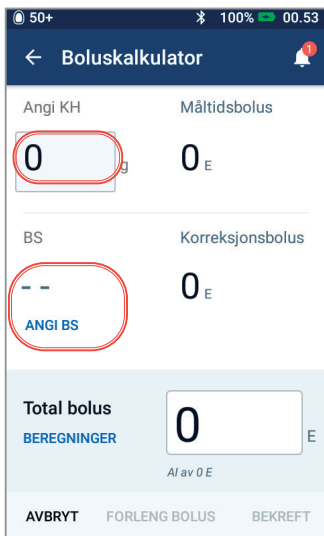 50+ 100% 00.53
Boluskalkulator 1
Angi KH Måltidsbolus
0 g 0 E
BS Korreksjonsbolus
-- 0 E
ANGI BS
Total bolus
BEREGNINGER 0 E
AI av 0 E
AVBRYT FORLENG BOLUS BEKREFT